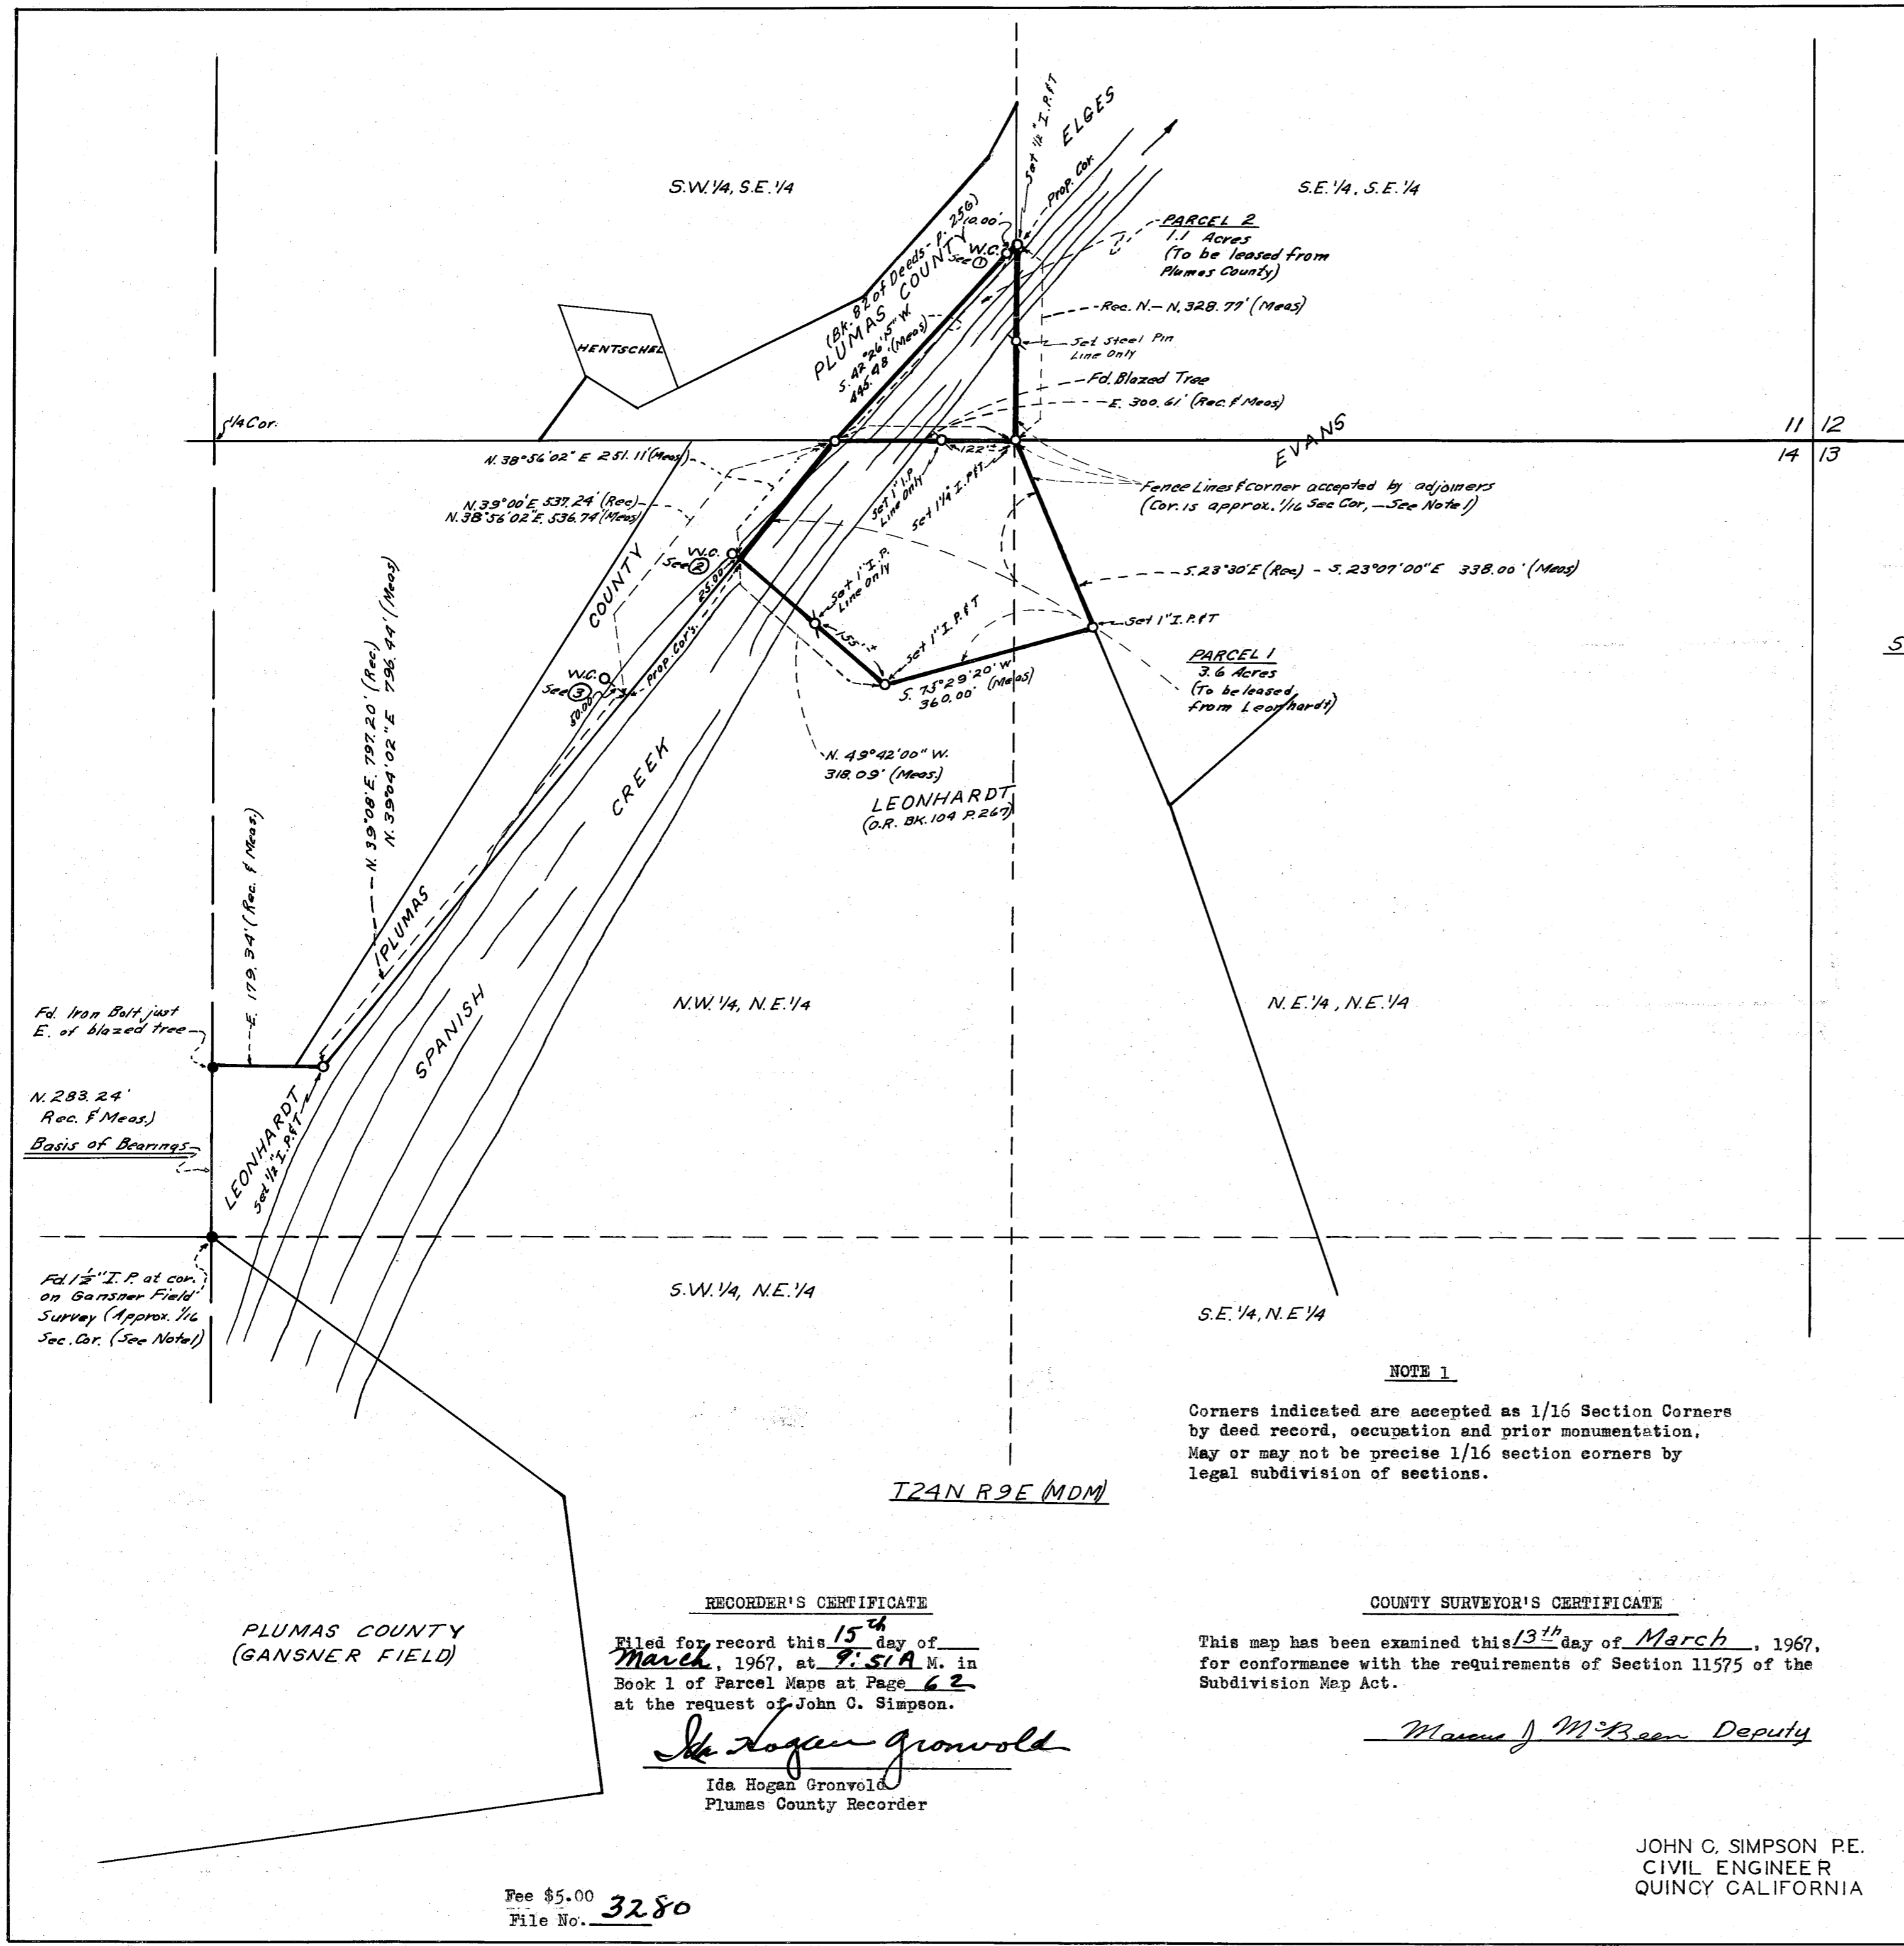 ELGES
Set 1/2" I.P.&T
Prop. Cor.
S.W.1/4, S.E.1/4
S.E.1/4, S.E.1/4
(Bk. 82 of Deeds - p. 256)
PLUMAS COUNTY
10.00'
W.C.
See ①
S. 42°26'15" W.
445.48' (Meas)
PARCEL 2
1.1 Acres
(To be leased from
Plumas County)
Rec. N. - N. 328.77' (Meas)
Set Steel Pin
Line Only
Fd. Blazed Tree
E. 300.61' (Rec. & Meas)
HENTSCHEL
1/4 Cor.
EVANS
11 12
14 13
122'±
N. 38°56'02" E 251.11' (Meas)
N. 39°00' E. 537.24' (Rec)
N. 38°56'02" E. 536.74 (Meas)
Set 1" I.P.
Line Only
Set 1 1/4" I.P.&T
Fence Lines & Corner accepted by adjoiners
(Cor. is approx. 1/16 Sec Cor, - See Note 1)
W.C.
See ②
25.00'
Set 1" I.P.
Line Only
S. 23°30' E (Rec) - S. 23°07'00" E 338.00' (Meas)
Set 1" I.P.&T
155'±
Set 1" I.P.&T
S. 75°29'20" W
360.00' (Meas)
S
PARCEL 1
3.6 Acres
(To be leased
from Leonhardt)
COUNTY
W.C.
See ③
50.00'
Prop. Cor's.
N. 39°08' E. 797.20' (Rec)
N. 39°04'02" E 796.44' (Meas)
N. 49°42'00" W.
318.09' (Meas.)
LEONHARDT
(O.R. BK. 104 P. 267)
CREEK
E. 179.34' (Rec. & Meas.)
PLUMAS
SPANISH
N.W.1/4, N.E.1/4
N.E.1/4, N.E.1/4
Fd. Iron Bolt just
E. of blazed tree
N. 283.24'
Rec. & Meas.)
Basis of Bearings
LEONHARDT
Set 1/2" I.P.&T
Fd. 1 1/2" I.P. at cor.
on Gansner Field
Survey (Approx. 1/16
Sec. Cor. (See Note1)
S.W.1/4, N.E.1/4
S.E.1/4, N.E 1/4
NOTE 1
Corners indicated are accepted as 1/16 Section Corners
by deed record, occupation and prior monumentation.
May or may not be precise 1/16 section corners by
legal subdivision of sections.
T24N R9E (MDM)
PLUMAS COUNTY
(GANSNER FIELD)
RECORDER'S CERTIFICATE
Filed for record this 15th day of
March, 1967, at 9:51A M. in
Book 1 of Parcel Maps at Page 62
at the request of John C. Simpson.
Ida Hogan Gronvold
Ida Hogan Gronvold
Plumas County Recorder
COUNTY SURVEYOR'S CERTIFICATE
This map has been examined this 13th day of March, 1967,
for conformance with the requirements of Section 11575 of the
Subdivision Map Act.
Marcus J McBeen Deputy
JOHN C. SIMPSON P.E.
CIVIL ENGINEER
QUINCY CALIFORNIA
Fee $5.00
File No. 3280